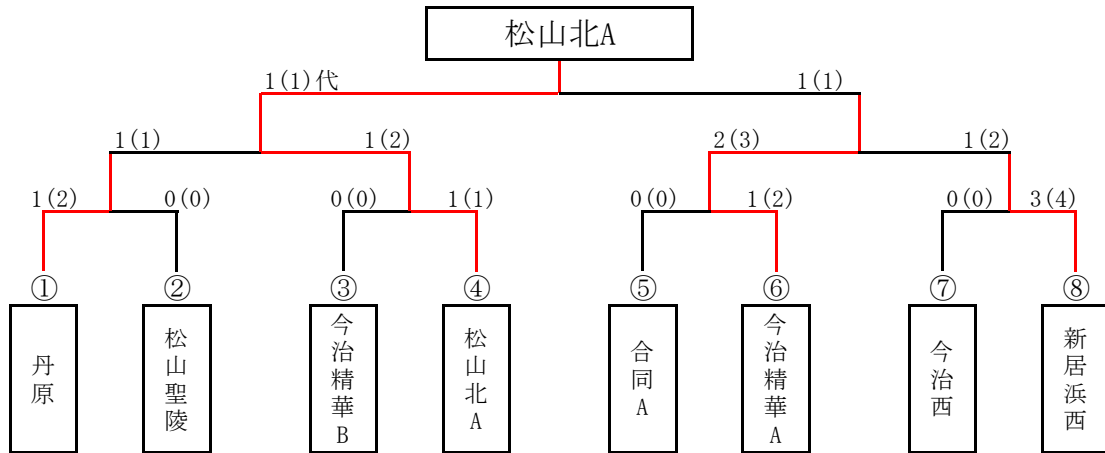 松山北A
1(1)代 1(1)
1(1) 1(2) 2(3) 1(2)
1(2) 0(0) 0(0) 1(1) 0(0) 1(2) 0(0) 3(4)
① ② ③ ④ ⑤ ⑥ ⑦ ⑧
丹原
松山聖陵
今治精華B
松山北A
合同A
今治精華A
今治西
新居浜西